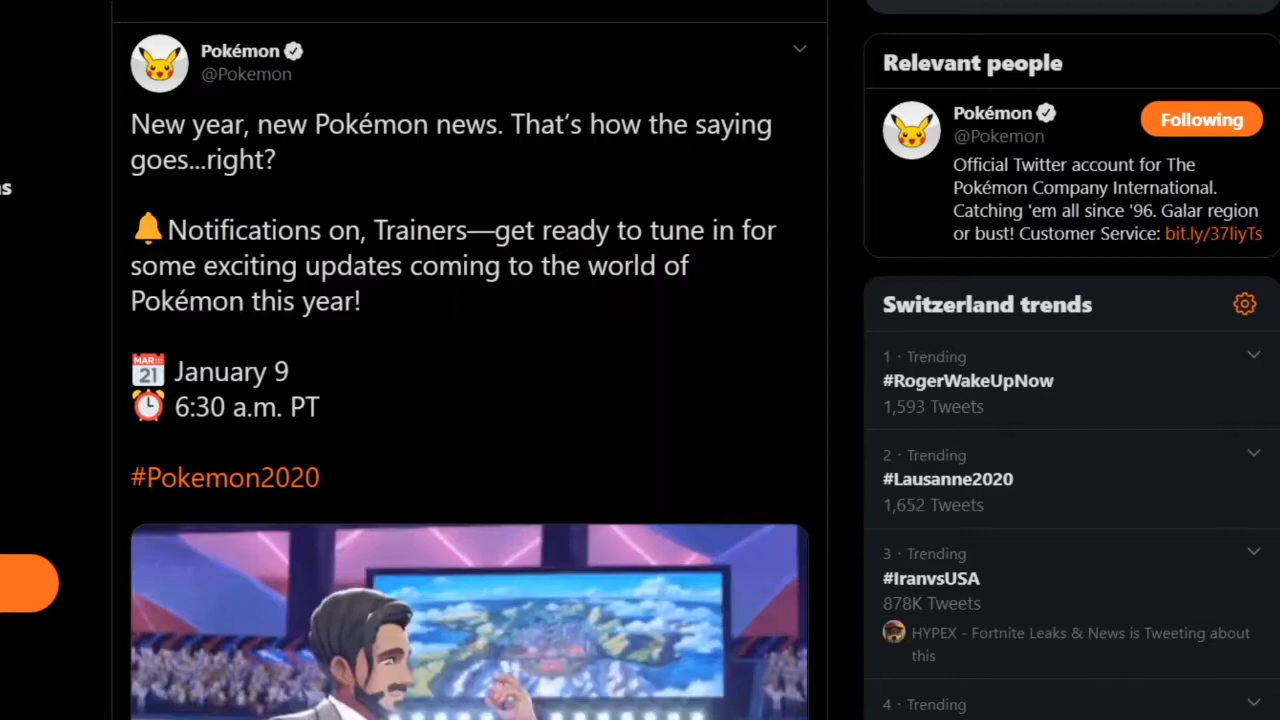 Pokémon
@Pokemon
New year, new Pokémon news. That's how the saying
goes...right?
Notifications on, Trainers—get ready to tune in for
some exciting updates coming to the world of
Pokémon this year!
MAR
21
January 9
6:30 a.m. PT
#Pokemon2020
Relevant people
Pokémon
@Pokemon
Following
Official Twitter account for The
Pokémon Company International.
Catching 'em all since '96. Galar region
or bust! Customer Service: bit.ly/37liyTs
Switzerland trends
1 · Trending
#RogerWakeUpNow
1,593 Tweets
2 · Trending
#Lausanne2020
1,652 Tweets
3 · Trending
#IranvsUSA
878K Tweets
HYPEX - Fortnite Leaks & News is Tweeting about
this
4 · Trending